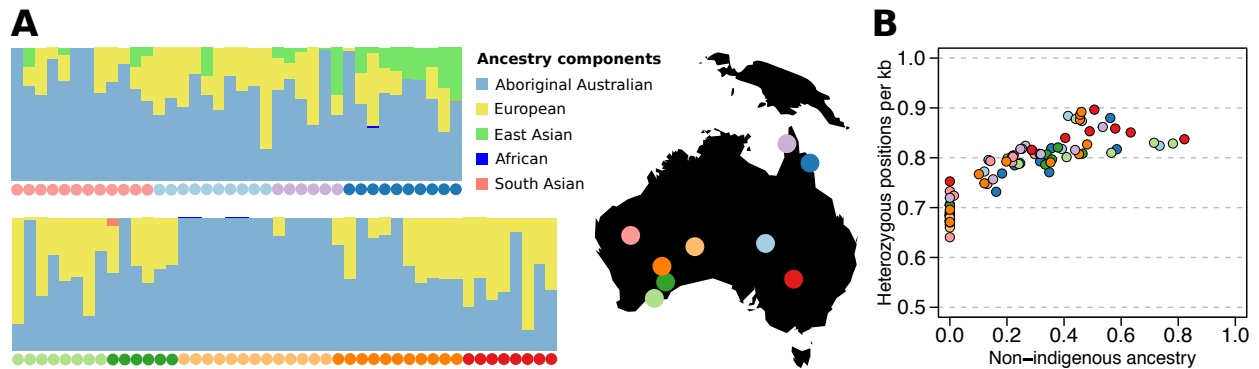 A
Ancestry components
Aboriginal Australian
European
East Asian
African
South Asian
B
Heterozygous positions per kb
1.0
0.9
0.8
0.7
0.6
0.5
0.0 0.2 0.4 0.6 0.8 1.0
Non−indigenous ancestry